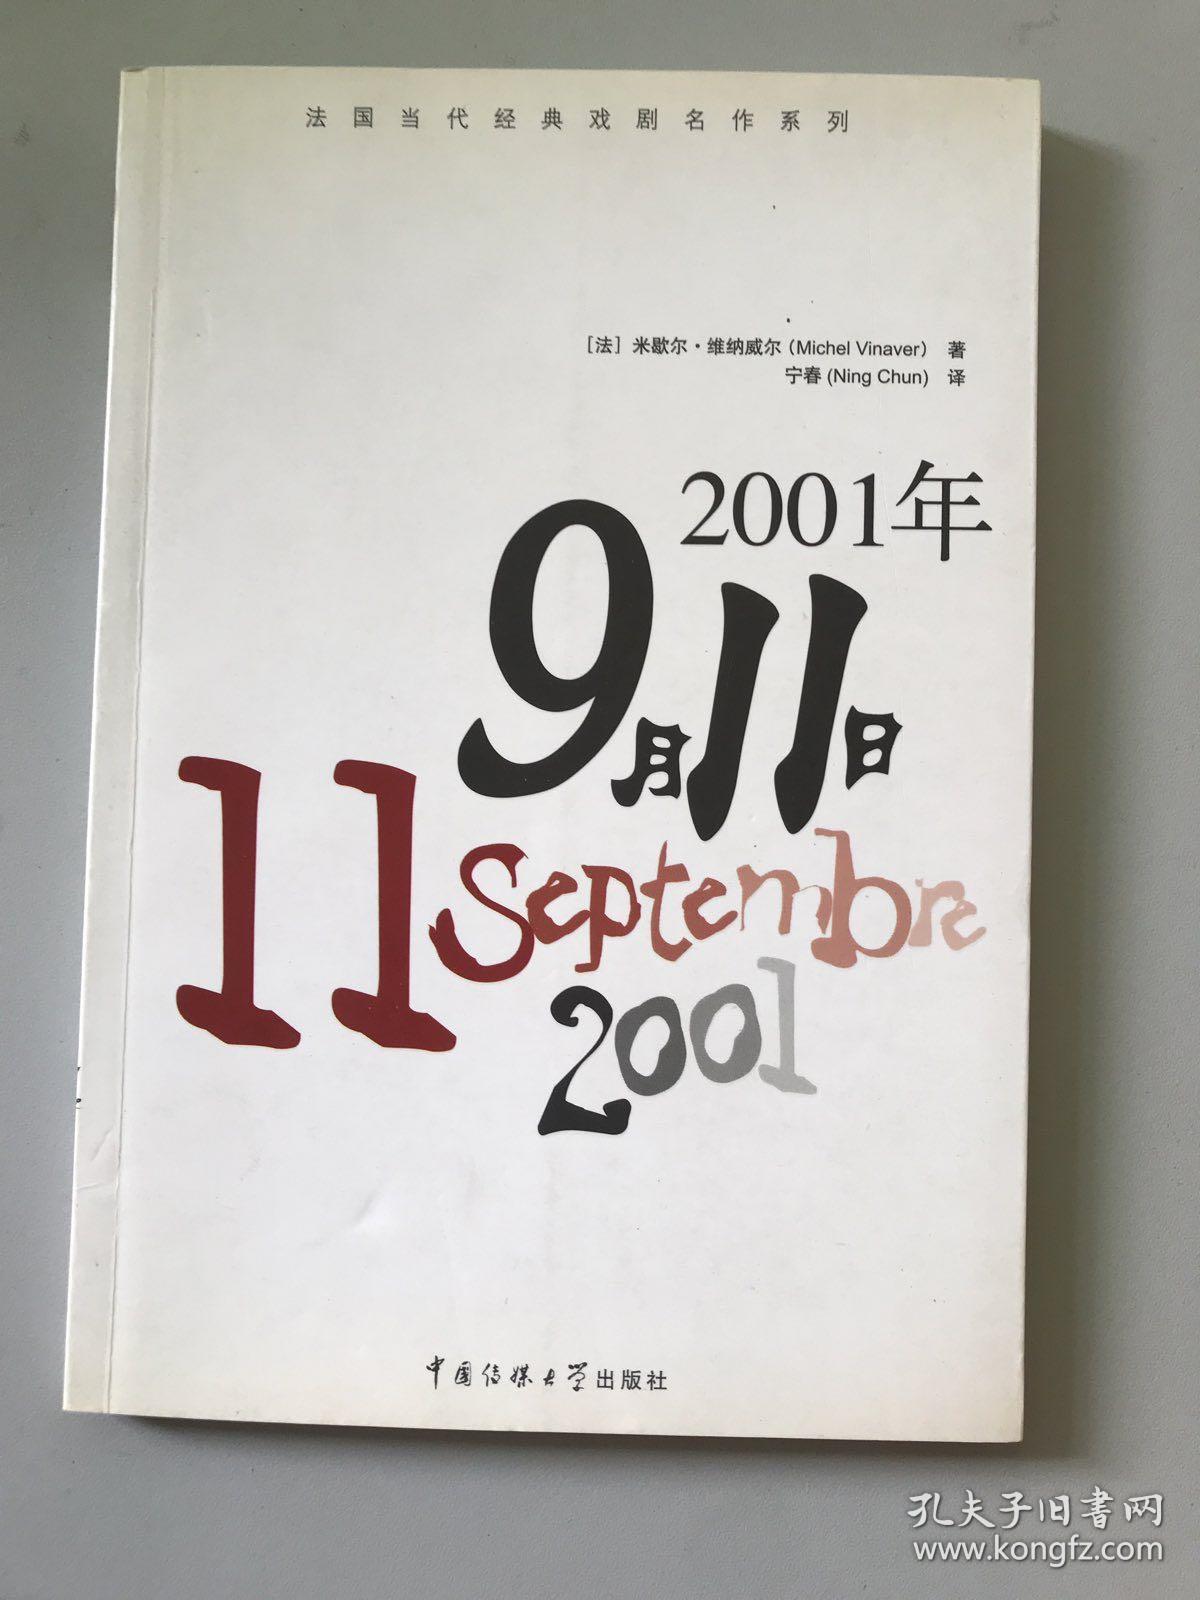 法国当代经典戏剧名作系列
[法] 米歇尔·维纳威尔（Michel Vinaver） 著
宁春 (Ning Chun) 译
2001年
9月11日
11 septembre
2001
中国传媒大学出版社
孔夫子旧书网
www.kongfz.com